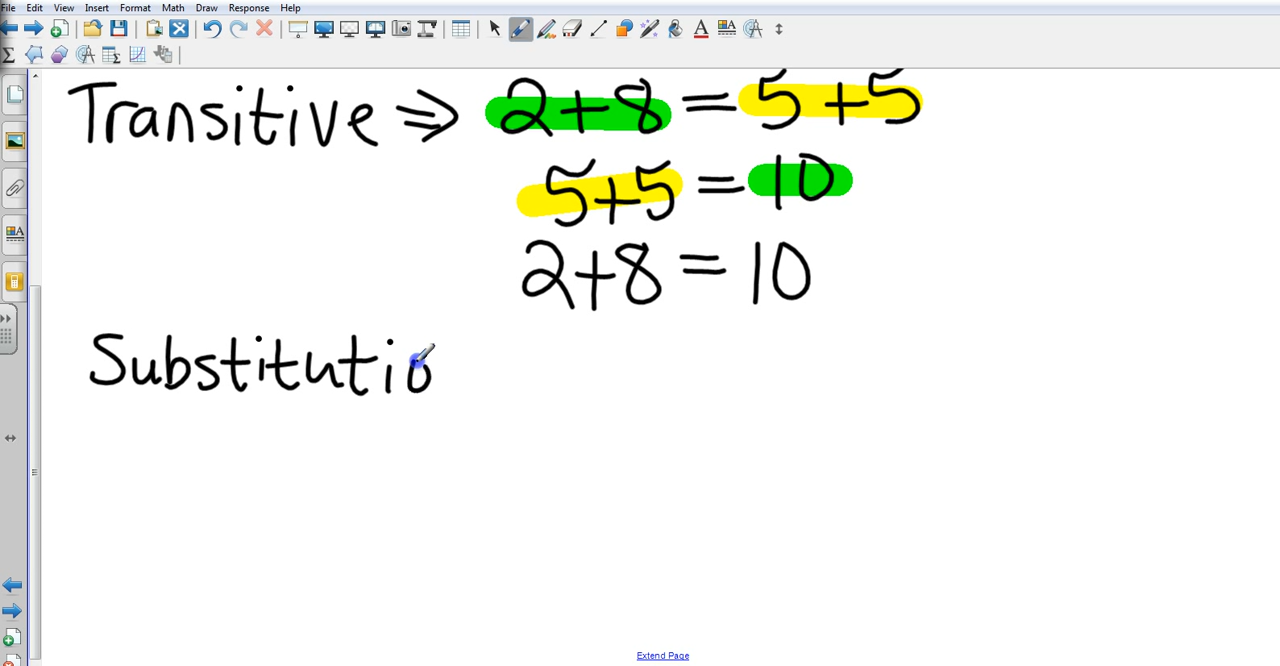 File Edit View Insert Format Math Draw Response Help
Transitive ⇒ 2+8 = 5+5
5+5 = 10
2+8 = 10
Substitutio
Extend Page